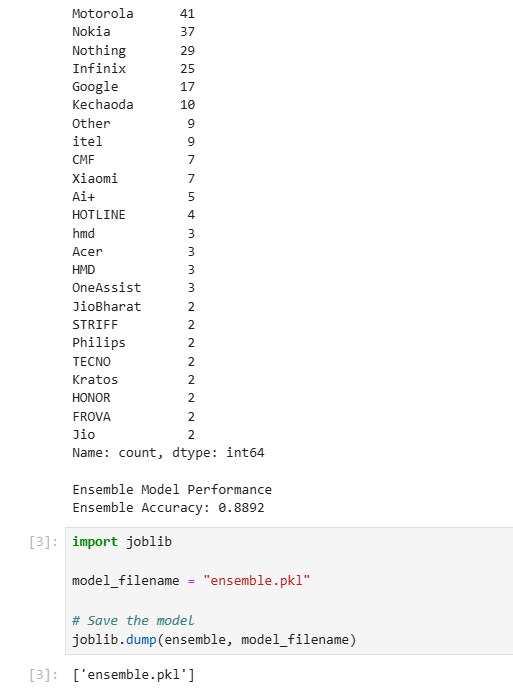 Motorola 41
Nokia 37
Nothing 29
Infinix 25
Google 17
Kechaoda 10
Other 9
itel 9
CMF 7
Xiaomi 7
Ai+ 5
HOTLINE 4
hmd 3
Acer 3
HMD 3
OneAssist 3
JioBharat 2
STRIFF 2
Philips 2
TECNO 2
Kratos 2
HONOR 2
FROVA 2
Jio 2
Name: count, dtype: int64
Ensemble Model Performance
Ensemble Accuracy: 0.8892
[3]: import joblib
model_filename = "ensemble.pkl"
# Save the model
joblib.dump(ensemble, model_filename)
[3]: ['ensemble.pkl']